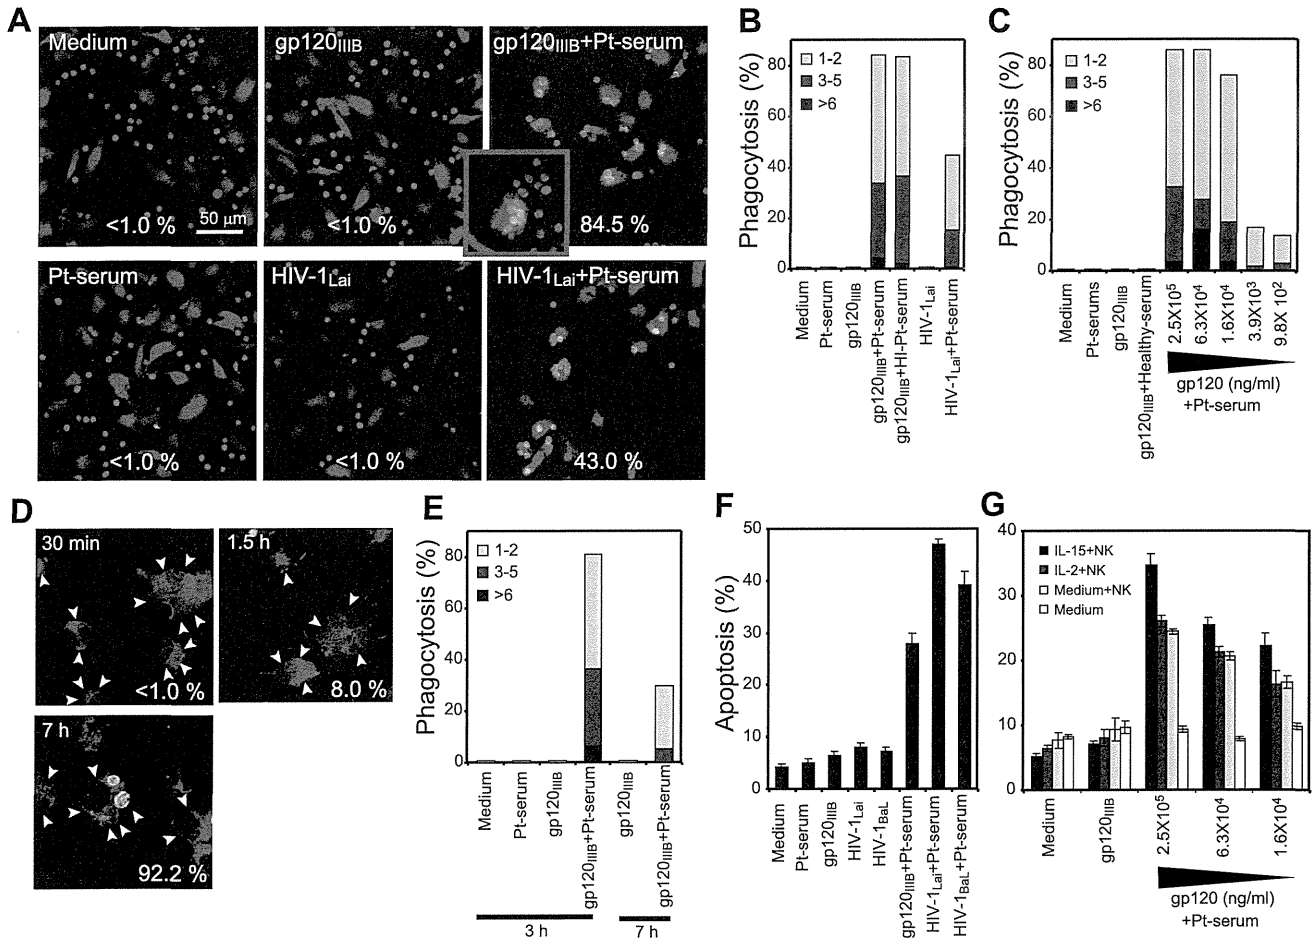 A
Medium
<1.0 %
50 μm
gp120IIIB
<1.0 %
gp120IIIB+Pt-serum
84.5 %
Pt-serum
<1.0 %
HIV-1Lai
<1.0 %
HIV-1Lai+Pt-serum
43.0 %
B
Phagocytosis (%)
80
60
40
20
0
1-2
3-5
>6
Medium
Pt-serum
gp120IIIB
gp120IIIB+Pt-serum
gp120IIIB+HI-Pt-serum
HIV-1Lai
HIV-1Lai+Pt-serum
C
Phagocytosis (%)
80
60
40
20
0
1-2
3-5
>6
Medium
Pt-serums
gp120IIIB
gp120IIIB+Healthy-serum
2.5X10⁵
6.3X10⁴
1.6X10⁴
3.9X10³
9.8X 10²
gp120 (ng/ml)
+Pt-serum
D
30 min
<1.0 %
1.5 h
8.0 %
7 h
92.2 %
E
Phagocytosis (%)
80
60
40
20
0
1-2
3-5
>6
Medium
Pt-serum
gp120IIIB
gp120IIIB+Pt-serum
gp120IIIB
gp120IIIB+Pt-serum
3 h
7 h
F
Apoptosis (%)
50
40
30
20
10
0
Medium
Pt-serum
gp120IIIB
HIV-1Lai
HIV-1BaL
gp120IIIB+Pt-serum
HIV-1Lai+Pt-serum
HIV-1BaL+Pt-serum
G
40
30
20
10
0
IL-15+NK
IL-2+NK
Medium+NK
Medium
Medium
gp120IIIB
2.5X10⁵
6.3X10⁴
1.6X10⁴
gp120 (ng/ml)
+Pt-serum